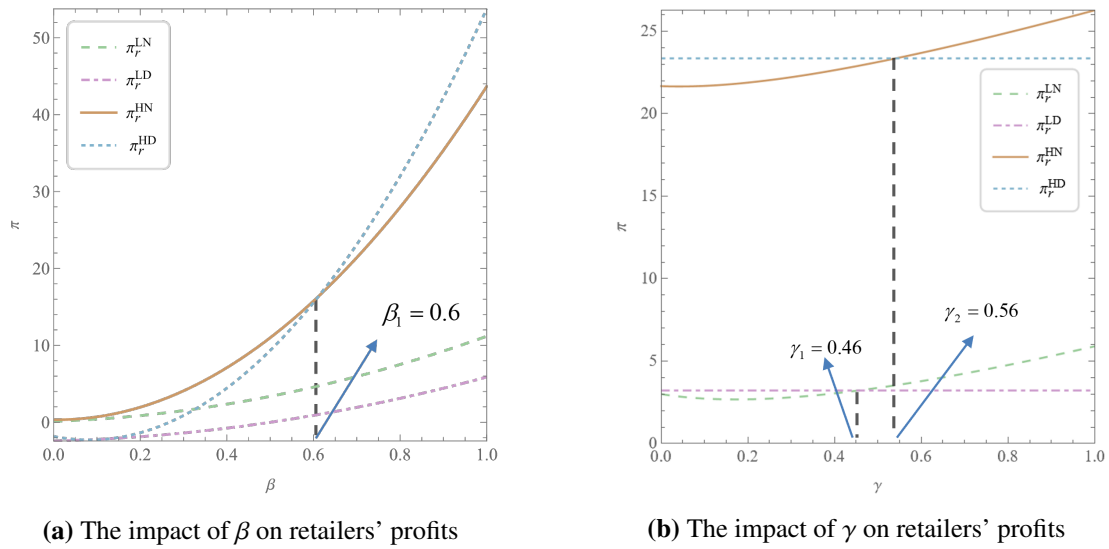 50
40
30
20
10
0
π
π_r^LN
π_r^LD
π_r^HN
π_r^HD
β₁ = 0.6
0.0 0.2 0.4 0.6 0.8 1.0
β
(a) The impact of β on retailers' profits
25
20
15
10
5
0
π
π_r^LN
π_r^LD
π_r^HN
π_r^HD
γ₂ = 0.56
γ₁ = 0.46
0.0 0.2 0.4 0.6 0.8 1.0
γ
(b) The impact of γ on retailers' profits